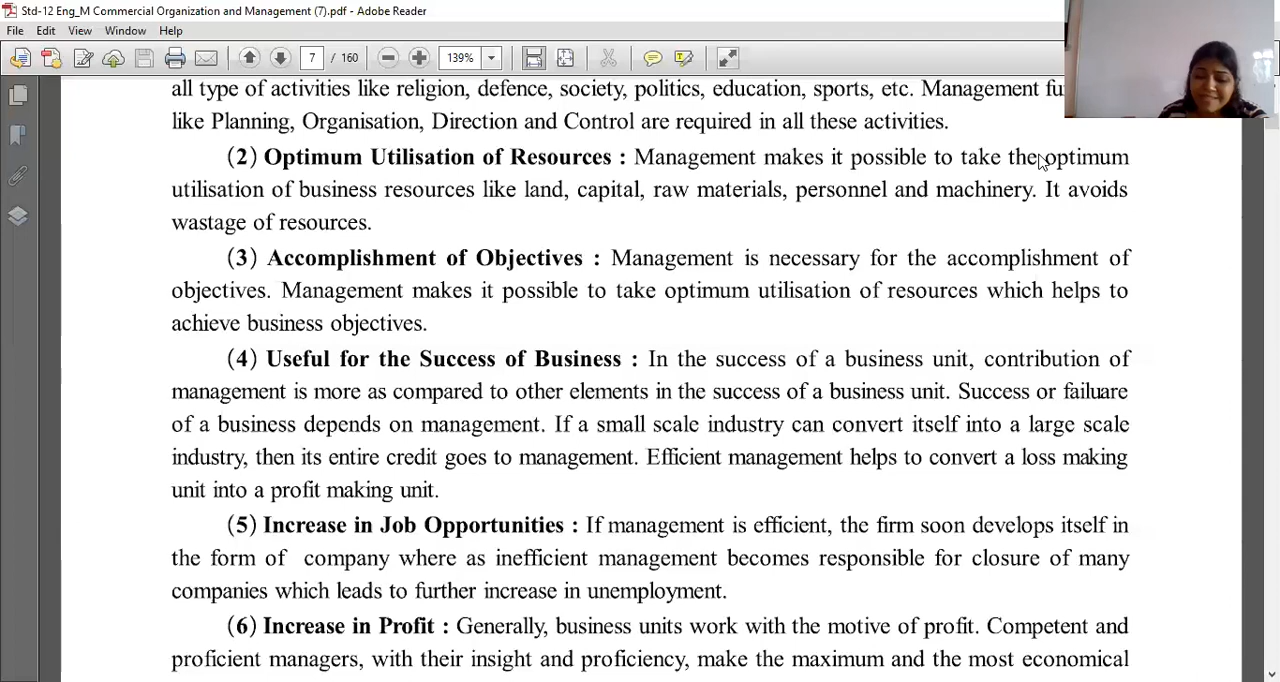 Std-12 Eng_M Commercial Organization and Management (7).pdf - Adobe Reader
File Edit View Window Help
7 / 160 139%
all type of activities like religion, defence, society, politics, education, sports, etc. Management
like Planning, Organisation, Direction and Control are required in all these activities.
(2) Optimum Utilisation of Resources : Management makes it possible to take the optimum
utilisation of business resources like land, capital, raw materials, personnel and machinery. It avoids
wastage of resources.
(3) Accomplishment of Objectives : Management is necessary for the accomplishment of
objectives. Management makes it possible to take optimum utilisation of resources which helps to
achieve business objectives.
(4) Useful for the Success of Business : In the success of a business unit, contribution of
management is more as compared to other elements in the success of a business unit. Success or failuare
of a business depends on management. If a small scale industry can convert itself into a large scale
industry, then its entire credit goes to management. Efficient management helps to convert a loss making
unit into a profit making unit.
(5) Increase in Job Opportunities : If management is efficient, the firm soon develops itself in
the form of company where as inefficient management becomes responsible for closure of many
companies which leads to further increase in unemployment.
(6) Increase in Profit : Generally, business units work with the motive of profit. Competent and
proficient managers, with their insight and proficiency, make the maximum and the most economical